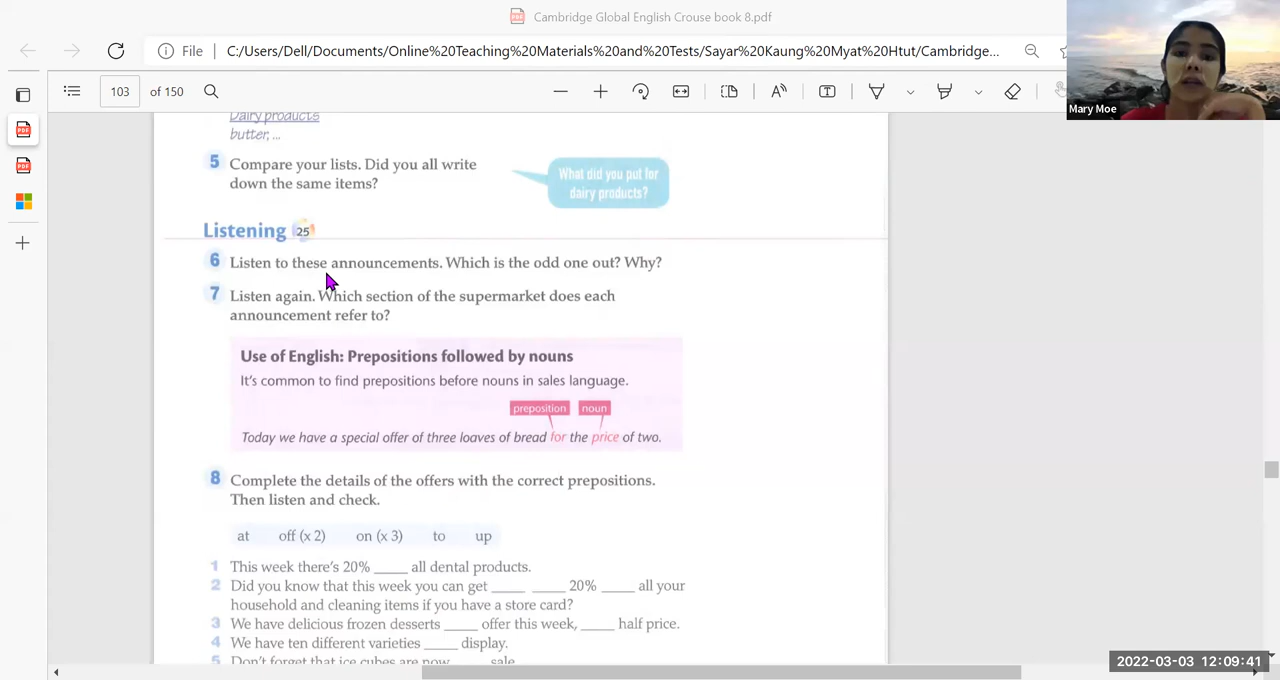 Cambridge Global English Crouse book 8.pdf
File C:/Users/Dell/Documents/Online%20Teaching%20Materials%20and%20Tests/Sayar%20Kaung%20Myat%20Htut/Cambridge...
103 of 150
Mary Moe
Dairy products
butter, ...
5 Compare your lists. Did you all write
down the same items?
What did you put for
dairy products?
Listening 25
6 Listen to these announcements. Which is the odd one out? Why?
7 Listen again. Which section of the supermarket does each
announcement refer to?
Use of English: Prepositions followed by nouns
It's common to find prepositions before nouns in sales language.
preposition noun
Today we have a special offer of three loaves of bread for the price of two.
8 Complete the details of the offers with the correct prepositions.
Then listen and check.
at off (x 2) on (x 3) to up
1 This week there's 20% _____ all dental products.
2 Did you know that this week you can get _____ _____ 20% _____ all your
household and cleaning items if you have a store card?
3 We have delicious frozen desserts _____ offer this week, _____ half price.
4 We have ten different varieties _____ display.
5 Don't forget that ice cubes are now _____ sale
2022-03-03 12:09:41